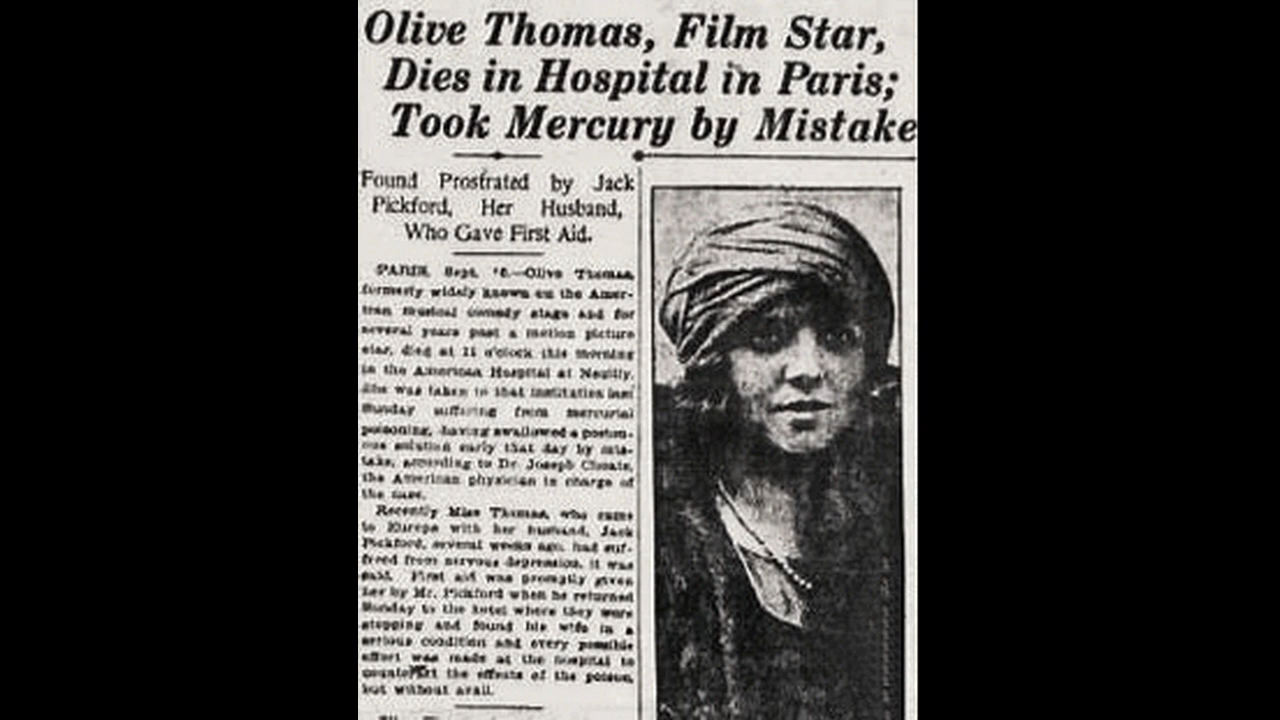 Olive Thomas, Film Star,
Dies in Hospital in Paris;
Took Mercury by Mistake
Found Prostrated by Jack
Pickford, Her Husband,
Who Gave First Aid.
PARIS, Sept. 10.—Olive Thomas,
formerly widely known on the Amer-
ican musical comedy stage and for
several years past a motion picture
star, died at 11 o'clock this morning
in the American Hospital at Neuilly.
She was taken to that institution last
Sunday suffering from mercurial
poisoning, having swallowed a poison-
ous solution early that day by mis-
take, according to Dr. Joseph Choate,
the American physician in charge of
the case.
Recently Miss Thomas, who came
to Europe with her husband, Jack
Pickford, several weeks ago, had suf-
fred from nervous depression, it was
said. First aid was promptly given
her by Mr. Pickford when he returned
Sunday to the hotel where they were
stopping and found his wife in a
serious condition and every possible
effort was made at the hospital to
counteract the effects of the poison,
but without avail.